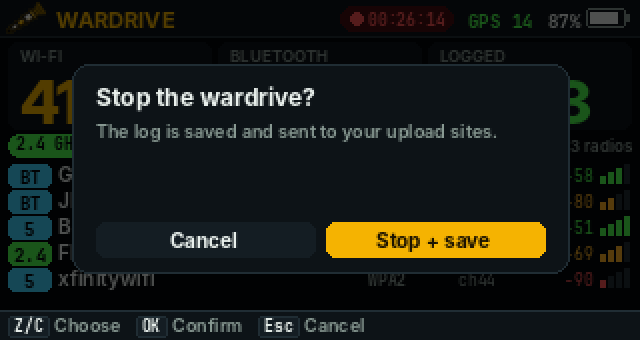 WARDRIVE 00:26:14 GPS 14 87%
WI-FI BLUETOOTH LOGGED
41
Stop the wardrive?
The log is saved and sent to your upload sites.
2.4 GH 3 radios
BT G -58
BT -80
5 B -51
Cancel Stop + save
2.4 F -69
5 xfinitywifi WPA2 ch44 -90
Z/C Choose OK Confirm Esc Cancel